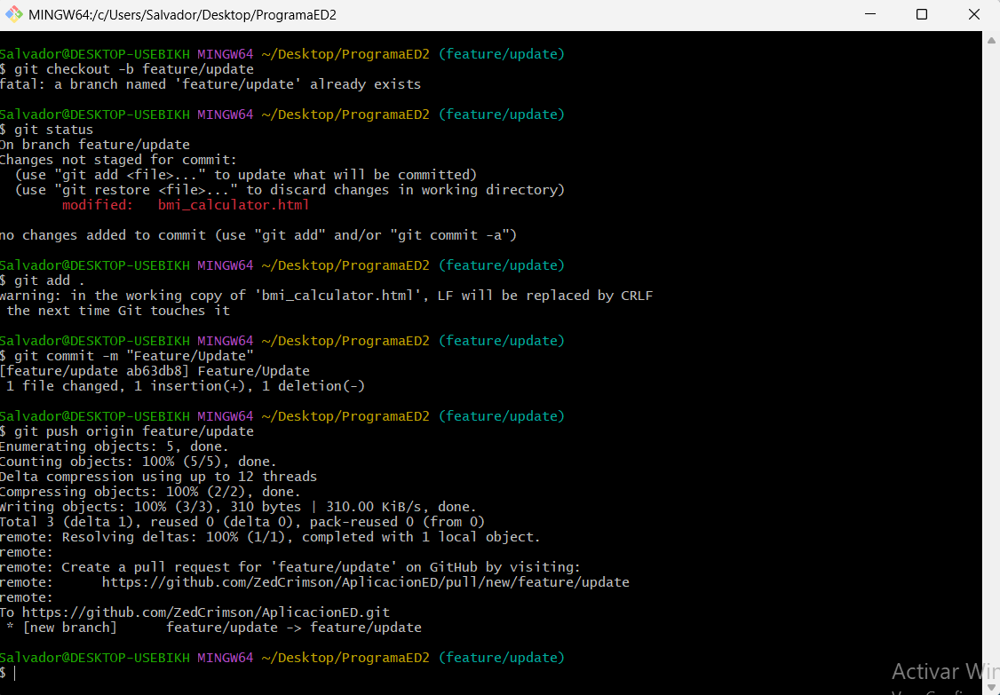 MINGW64:/c/Users/Salvador/Desktop/ProgramaED2
Salvador@DESKTOP-USEBIKH MINGW64 ~/Desktop/ProgramaED2 (feature/update)
$ git checkout -b feature/update
fatal: a branch named 'feature/update' already exists
Salvador@DESKTOP-USEBIKH MINGW64 ~/Desktop/ProgramaED2 (feature/update)
$ git status
On branch feature/update
Changes not staged for commit:
(use "git add <file>..." to update what will be committed)
(use "git restore <file>..." to discard changes in working directory)
modified:   bmi_calculator.html
no changes added to commit (use "git add" and/or "git commit -a")
Salvador@DESKTOP-USEBIKH MINGW64 ~/Desktop/ProgramaED2 (feature/update)
$ git add .
warning: in the working copy of 'bmi_calculator.html', LF will be replaced by CRLF
the next time Git touches it
Salvador@DESKTOP-USEBIKH MINGW64 ~/Desktop/ProgramaED2 (feature/update)
$ git commit -m "Feature/Update"
[feature/update ab63db8] Feature/Update
1 file changed, 1 insertion(+), 1 deletion(-)
Salvador@DESKTOP-USEBIKH MINGW64 ~/Desktop/ProgramaED2 (feature/update)
$ git push origin feature/update
Enumerating objects: 5, done.
Counting objects: 100% (5/5), done.
Delta compression using up to 12 threads
Compressing objects: 100% (2/2), done.
Writing objects: 100% (3/3), 310 bytes | 310.00 KiB/s, done.
Total 3 (delta 1), reused 0 (delta 0), pack-reused 0 (from 0)
remote: Resolving deltas: 100% (1/1), completed with 1 local object.
remote:
remote: Create a pull request for 'feature/update' on GitHub by visiting:
remote:      https://github.com/ZedCrimson/AplicacionED/pull/new/feature/update
remote:
To https://github.com/ZedCrimson/AplicacionED.git
* [new branch]      feature/update -> feature/update
Salvador@DESKTOP-USEBIKH MINGW64 ~/Desktop/ProgramaED2 (feature/update)
$
Activar Win